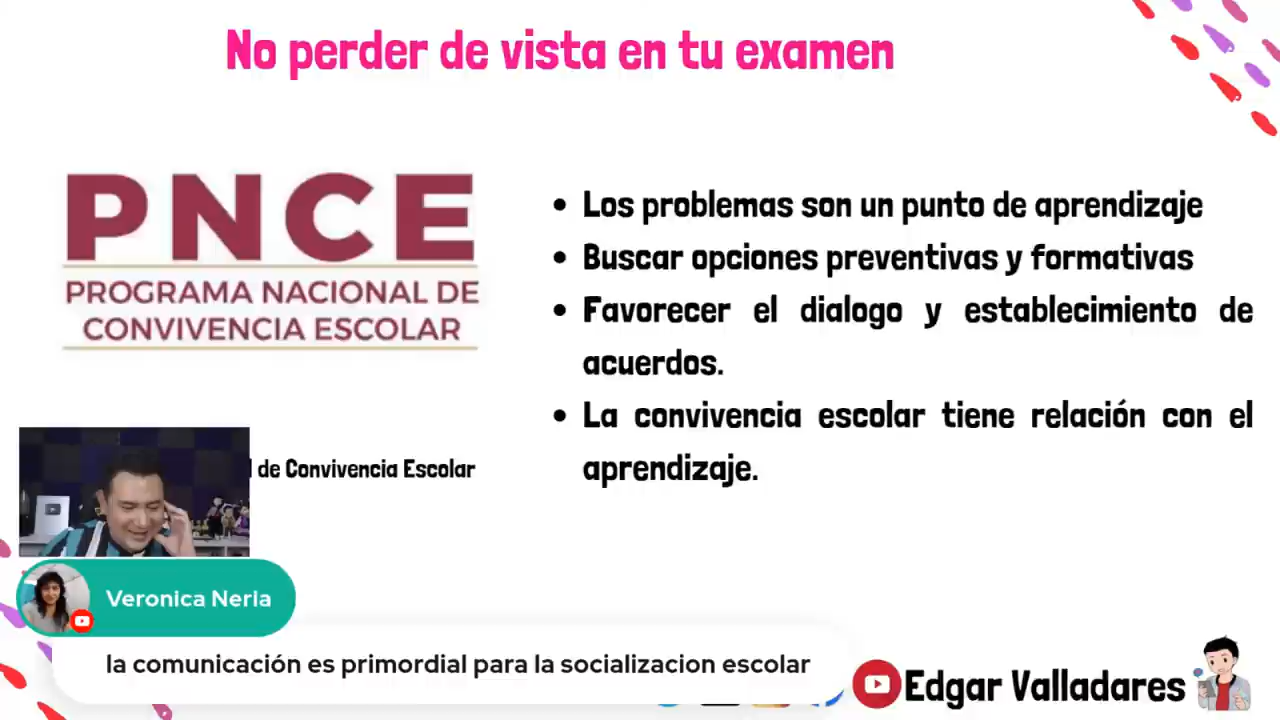 No perder de vista en tu examen
PNCE
PROGRAMA NACIONAL DE
CONVIVENCIA ESCOLAR
• Los problemas son un punto de aprendizaje
• Buscar opciones preventivas y formativas
• Favorecer el dialogo y establecimiento de
acuerdos.
• La convivencia escolar tiene relación con el
aprendizaje.
de Convivencia Escolar
Veronica Nerla
la comunicación es primordial para la socializacion escolar
Edgar Valladares